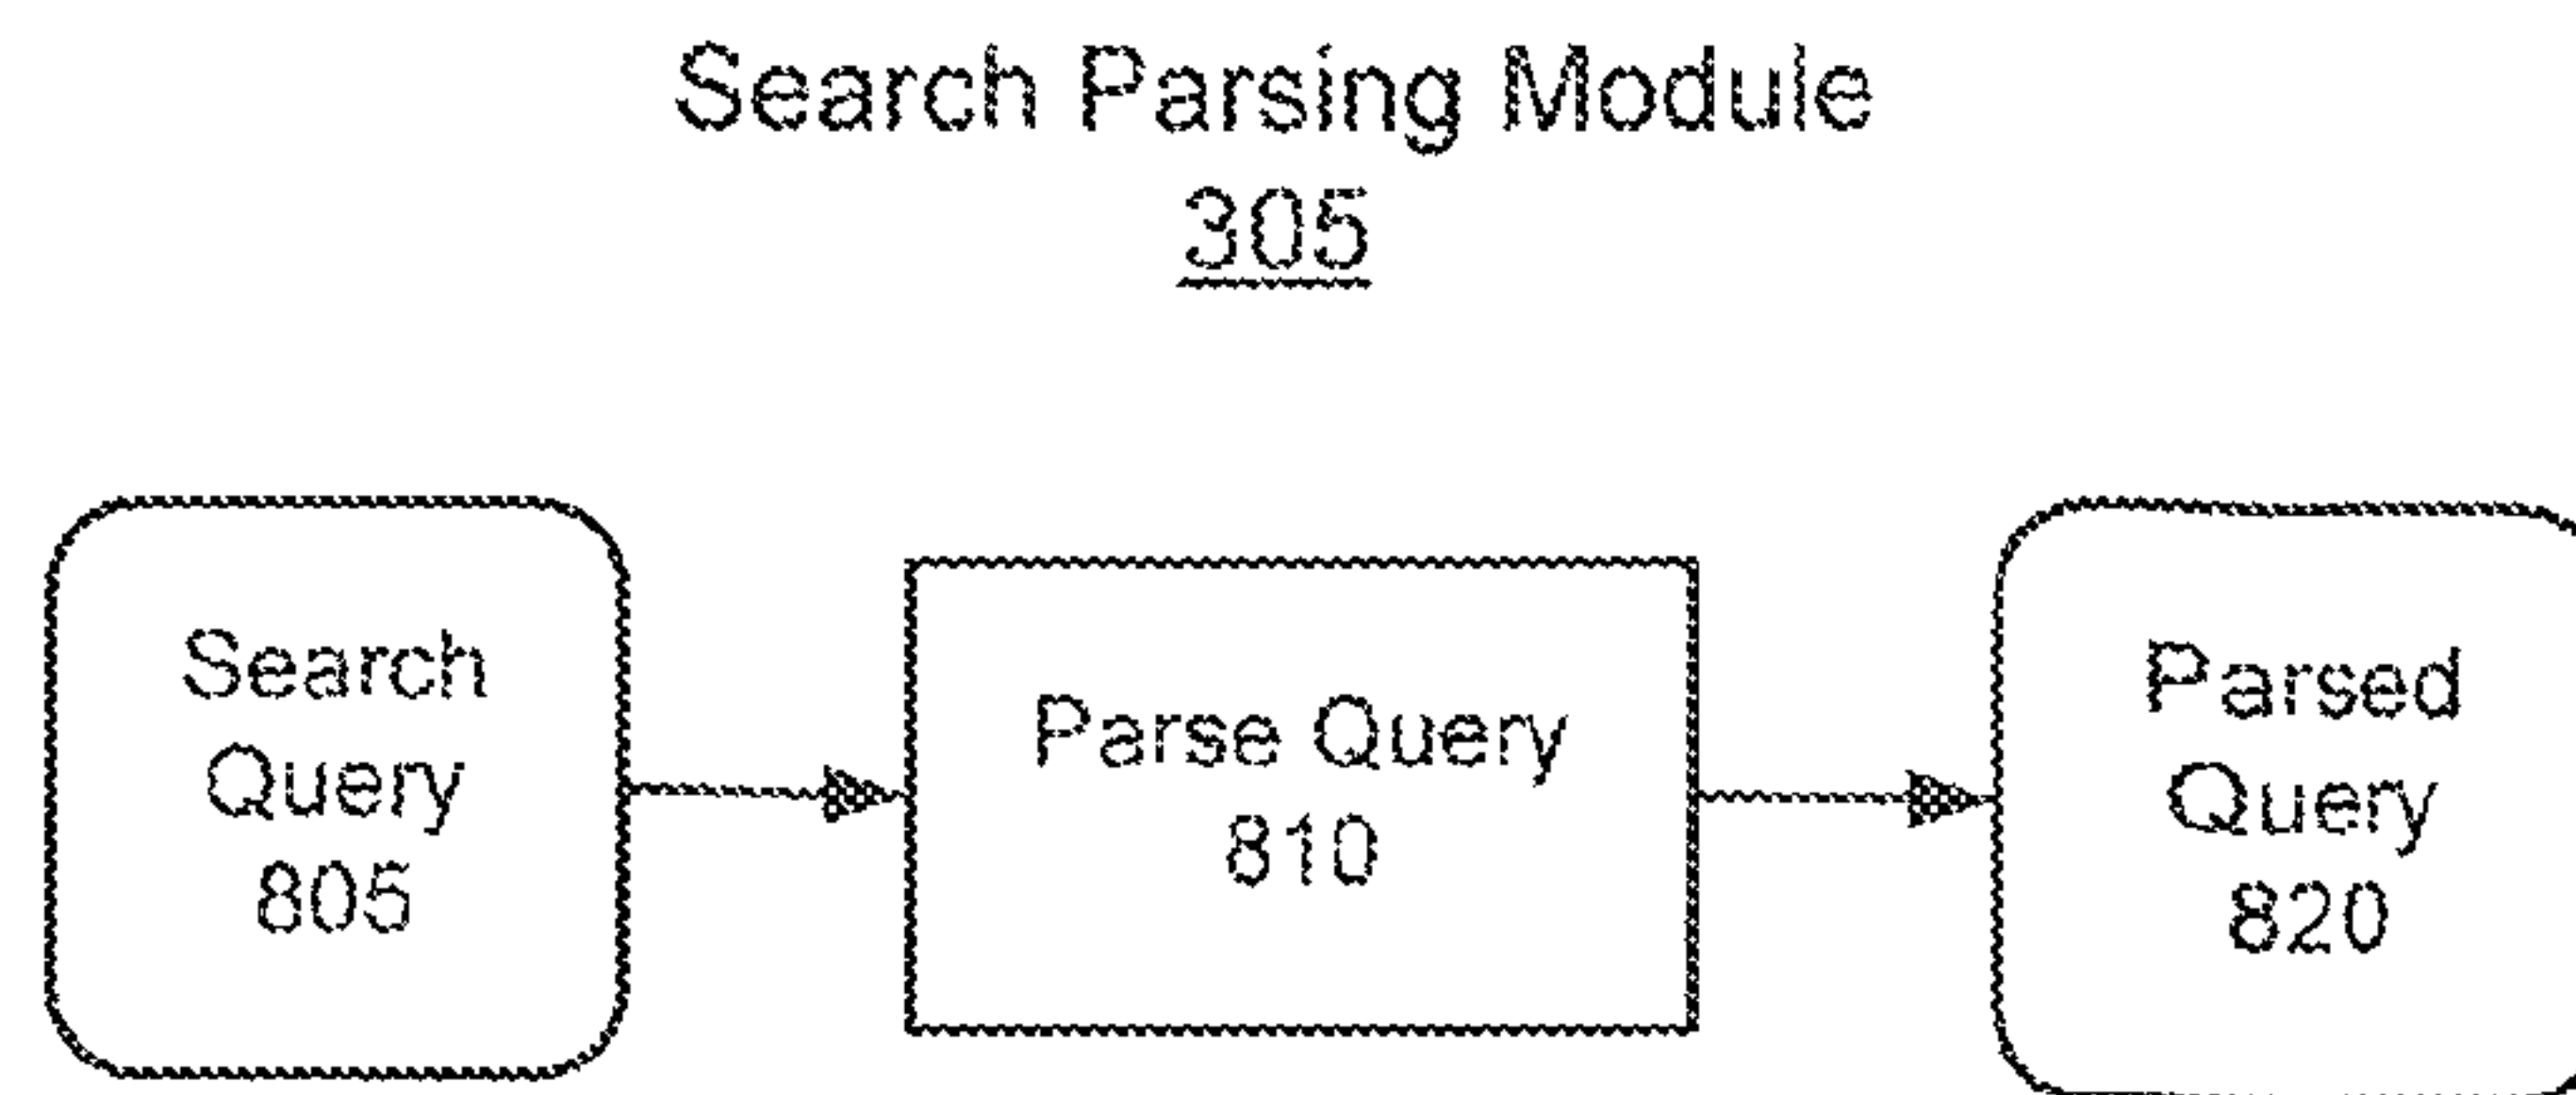 Search Parsing Module
305
Search
Query
805
Parse Query
810
Parsed
Query
820